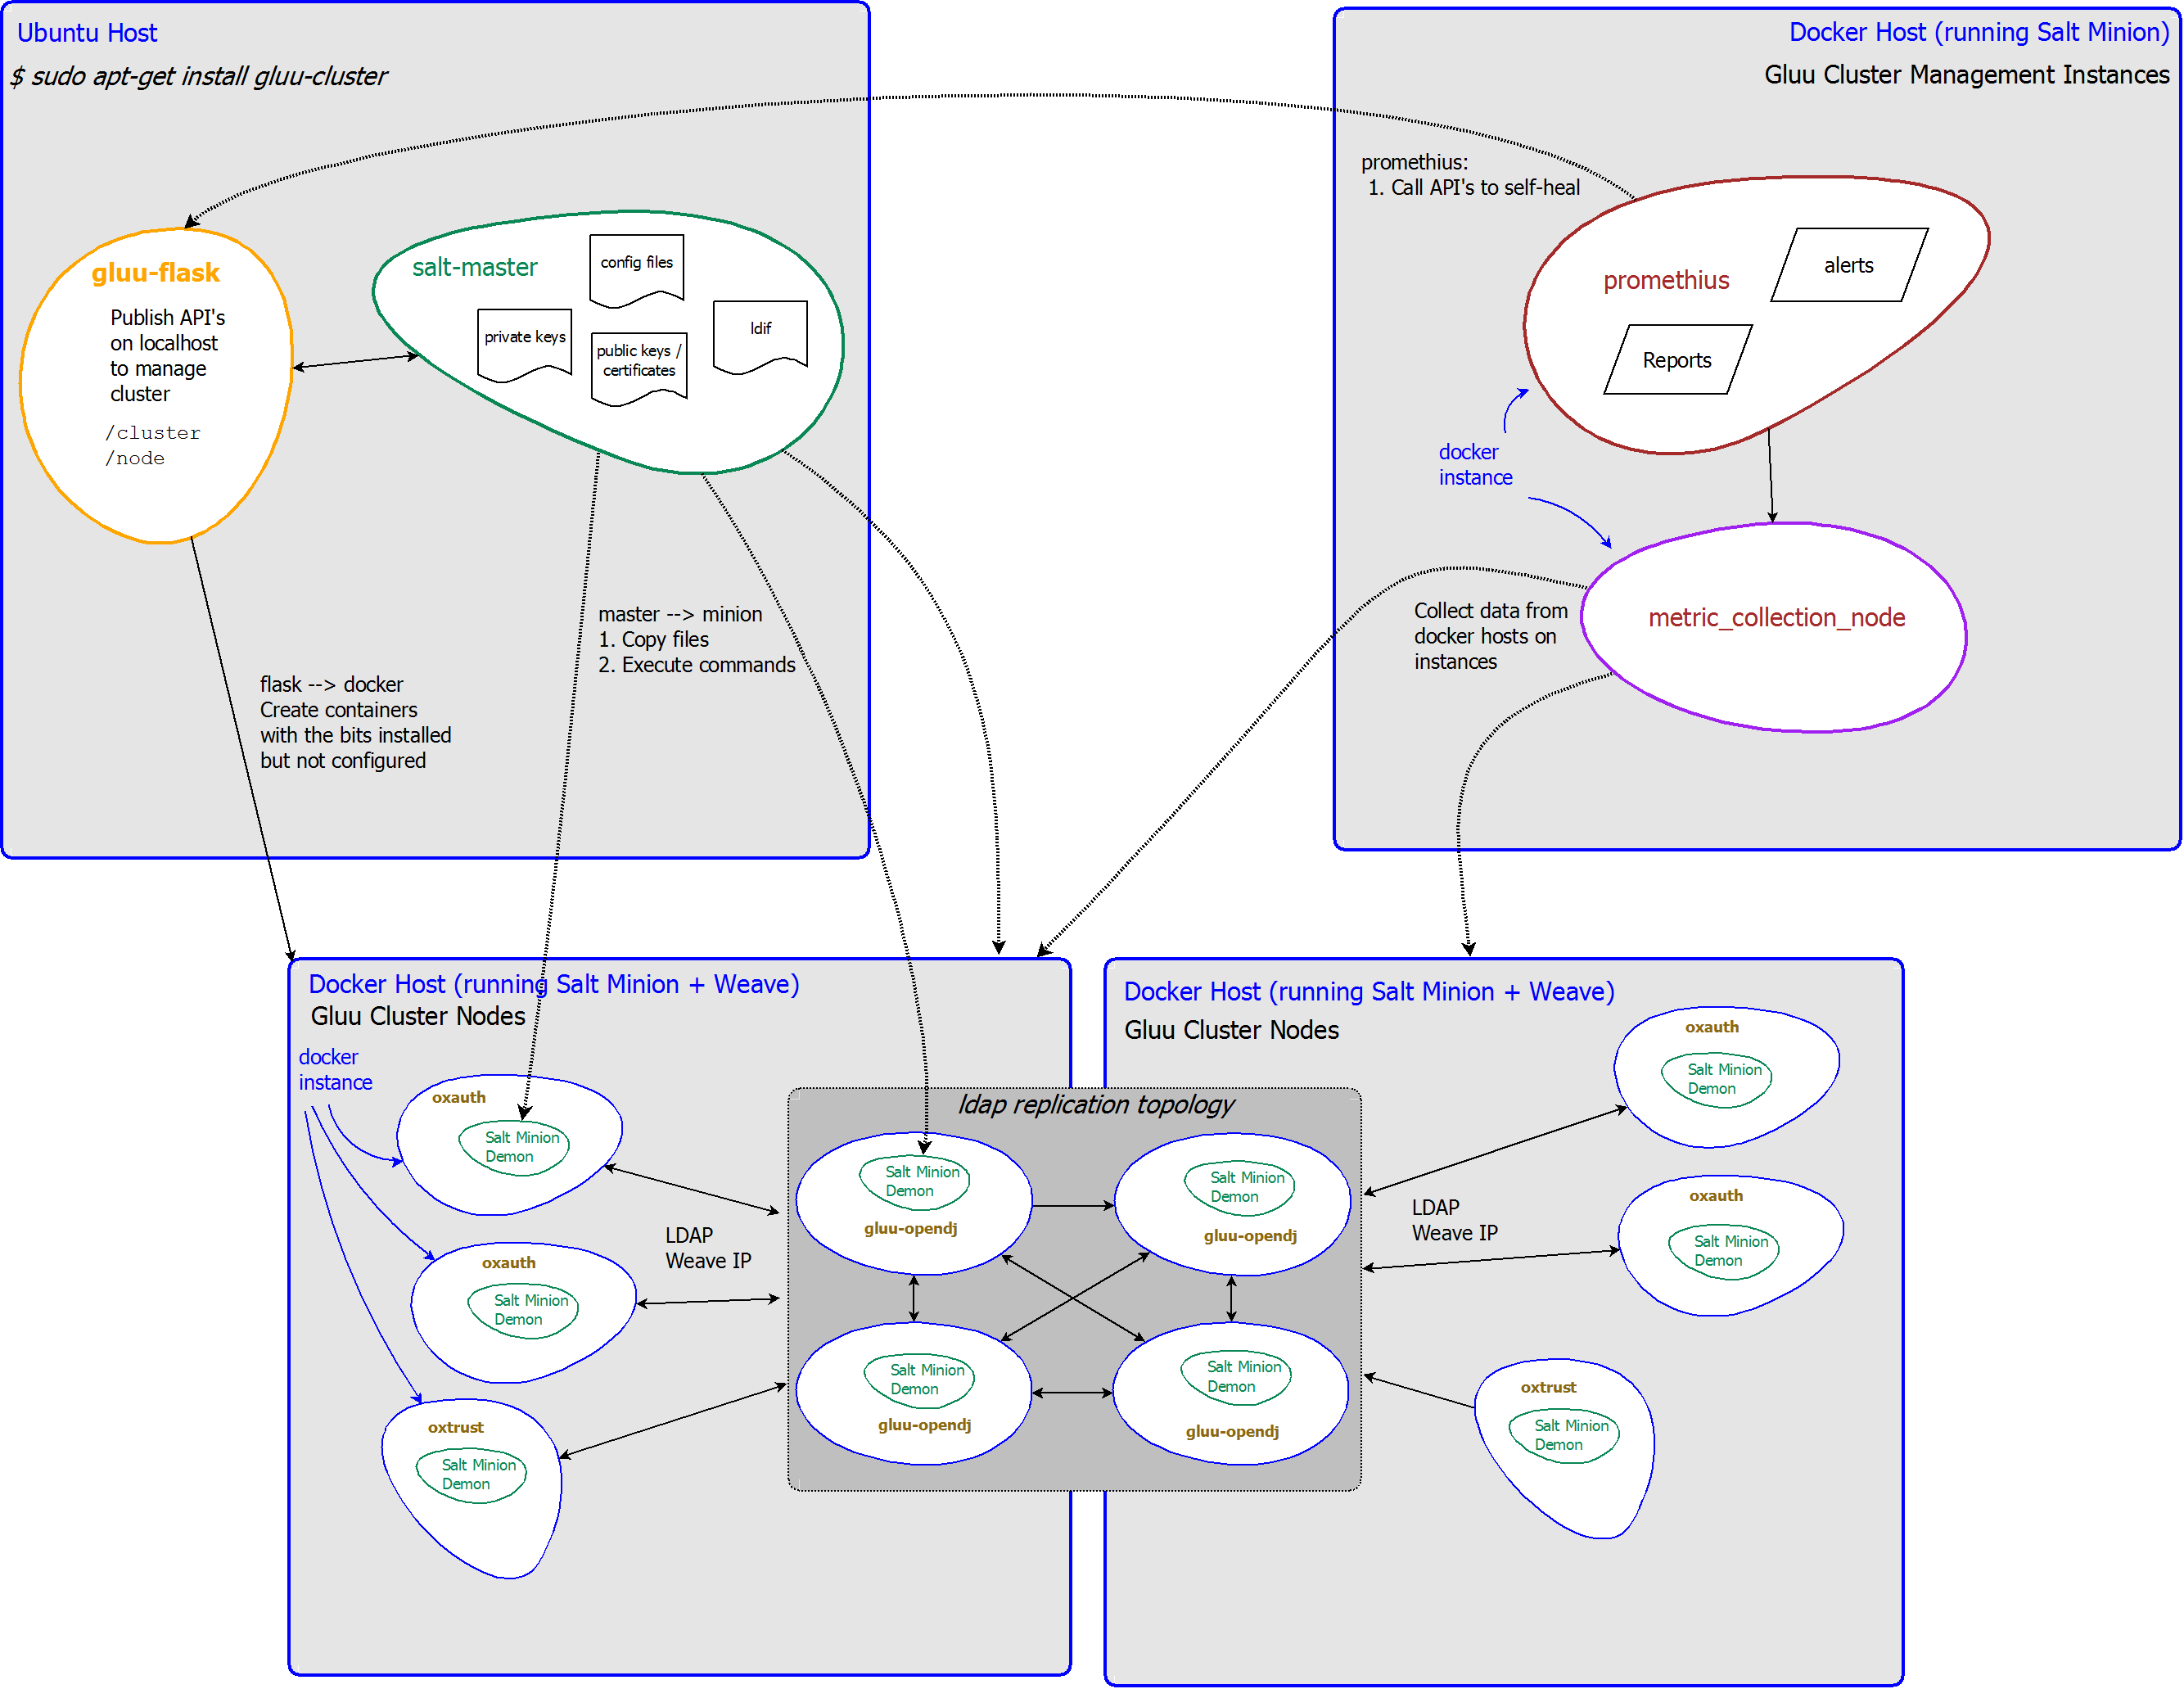 Ubuntu Host
$ sudo apt-get install gluu-cluster
gluu-flask
Publish API's
on localhost
to manage
cluster
/cluster
/node
salt-master
config files
private keys
public keys /
certificates
ldif
master --> minion
1. Copy files
2. Execute commands
flask --> docker
Create containers
with the bits installed
but not configured
Docker Host (running Salt Minion)
Gluu Cluster Management Instances
promethius:
1. Call API's to self-heal
promethius
alerts
Reports
docker
instance
metric_collection_node
Collect data from
docker hosts on
instances
Docker Host (running Salt Minion + Weave)
Gluu Cluster Nodes
docker
instance
oxauth
Salt Minion
Demon
oxauth
Salt Minion
Demon
oxtrust
Salt Minion
Demon
LDAP
Weave IP
ldap replication topology
Salt Minion
Demon
gluu-opendj
Salt Minion
Demon
gluu-opendj
Salt Minion
Demon
gluu-opendj
Salt Minion
Demon
gluu-opendj
Docker Host (running Salt Minion + Weave)
Gluu Cluster Nodes
LDAP
Weave IP
oxauth
Salt Minion
Demon
oxauth
Salt Minion
Demon
oxtrust
Salt Minion
Demon